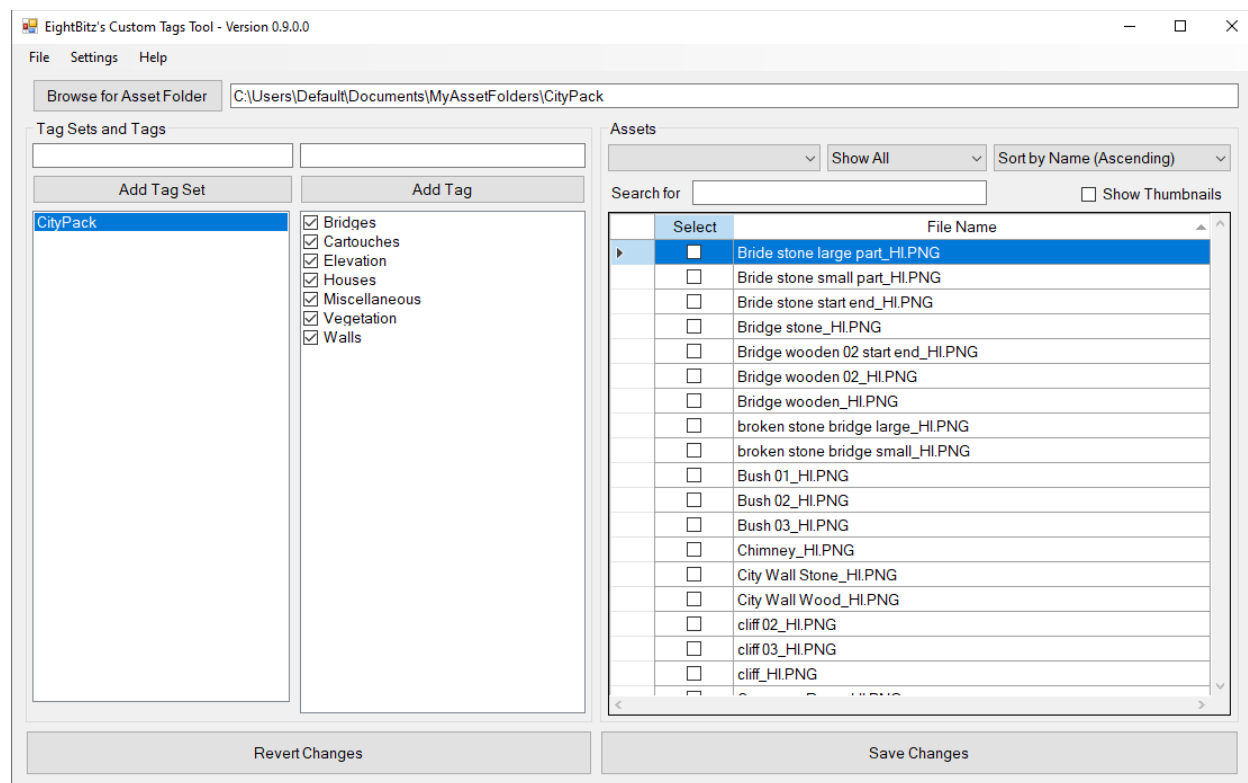 EightBitz's Custom Tags Tool - Version 0.9.0.0
File Settings Help
Browse for Asset Folder C:\Users\Default\Documents\MyAssetFolders\CityPack
Tag Sets and Tags
Add Tag Set Add Tag
CityPack
Bridges
Cartouches
Elevation
Houses
Miscellaneous
Vegetation
Walls
Assets
Show All Sort by Name (Ascending)
Search for Show Thumbnails
Select File Name
Bride stone large part_HI.PNG
Bride stone small part_HI.PNG
Bride stone start end_HI.PNG
Bridge stone_HI.PNG
Bridge wooden 02 start end_HI.PNG
Bridge wooden 02_HI.PNG
Bridge wooden_HI.PNG
broken stone bridge large_HI.PNG
broken stone bridge small_HI.PNG
Bush 01_HI.PNG
Bush 02_HI.PNG
Bush 03_HI.PNG
Chimney_HI.PNG
City Wall Stone_HI.PNG
City Wall Wood_HI.PNG
cliff 02_HI.PNG
cliff 03_HI.PNG
cliff_HI.PNG
Revert Changes Save Changes